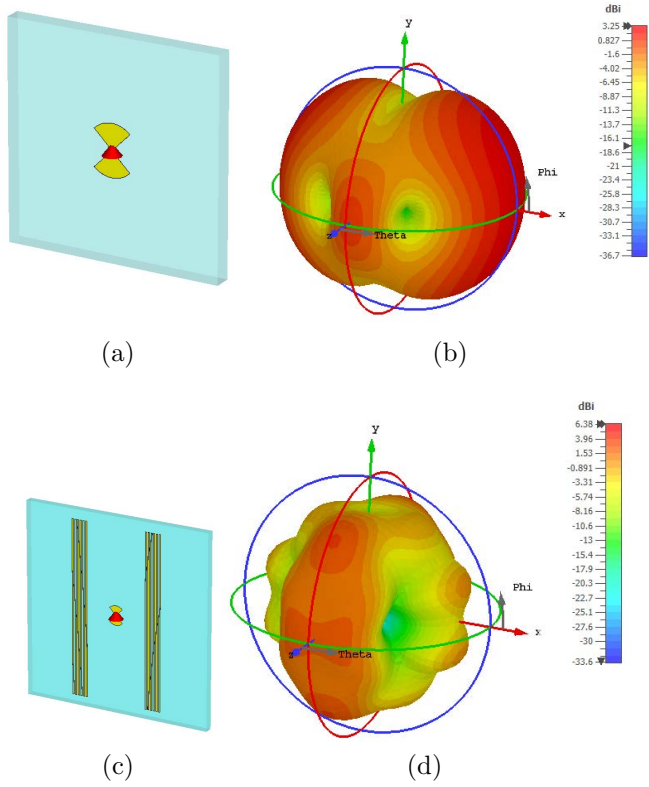 dBi
3.25
0.827
-1.6
-4.02
-6.45
-8.87
-11.3
-13.7
-16.1
-18.6
-21
-23.4
-25.8
-28.3
-30.7
-33.1
-36.7
y
Phi
x
z
Theta
(a)
(b)
dBi
6.38
3.96
1.53
-0.891
-3.31
-5.74
-8.16
-10.6
-13
-15.4
-17.9
-20.3
-22.7
-25.1
-27.6
-30
-33.6
y
Phi
x
z
Theta
(c)
(d)